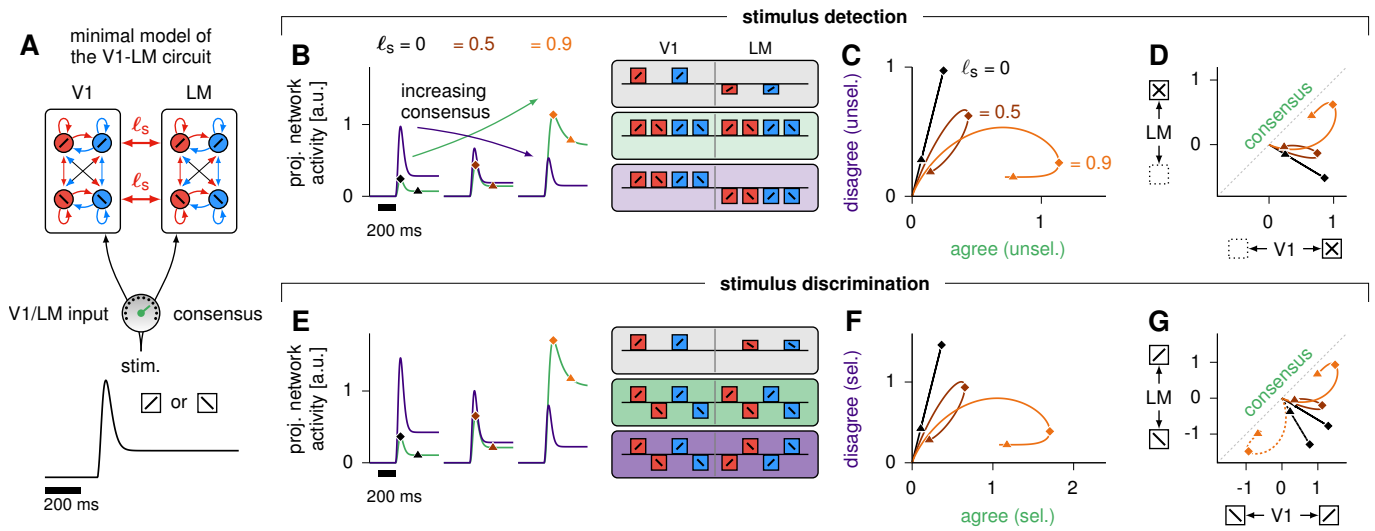 stimulus detection
A
minimal model of
the V1-LM circuit
V1
LM
ℓs
ℓs
V1/LM input
consensus
stim.
or
200 ms
B
ℓs = 0
= 0.5
= 0.9
proj. network
activity [a.u.]
1
0
increasing
consensus
200 ms
V1
LM
C
disagree (unsel.)
1
0
ℓs = 0
= 0.5
= 0.9
0
1
agree (unsel.)
D
LM
1
0
consensus
0
1
V1
stimulus discrimination
E
proj. network
activity [a.u.]
1
0
200 ms
F
disagree (sel.)
1
0
0
1
2
agree (sel.)
G
LM
1
0
-1
consensus
-1
0
1
V1